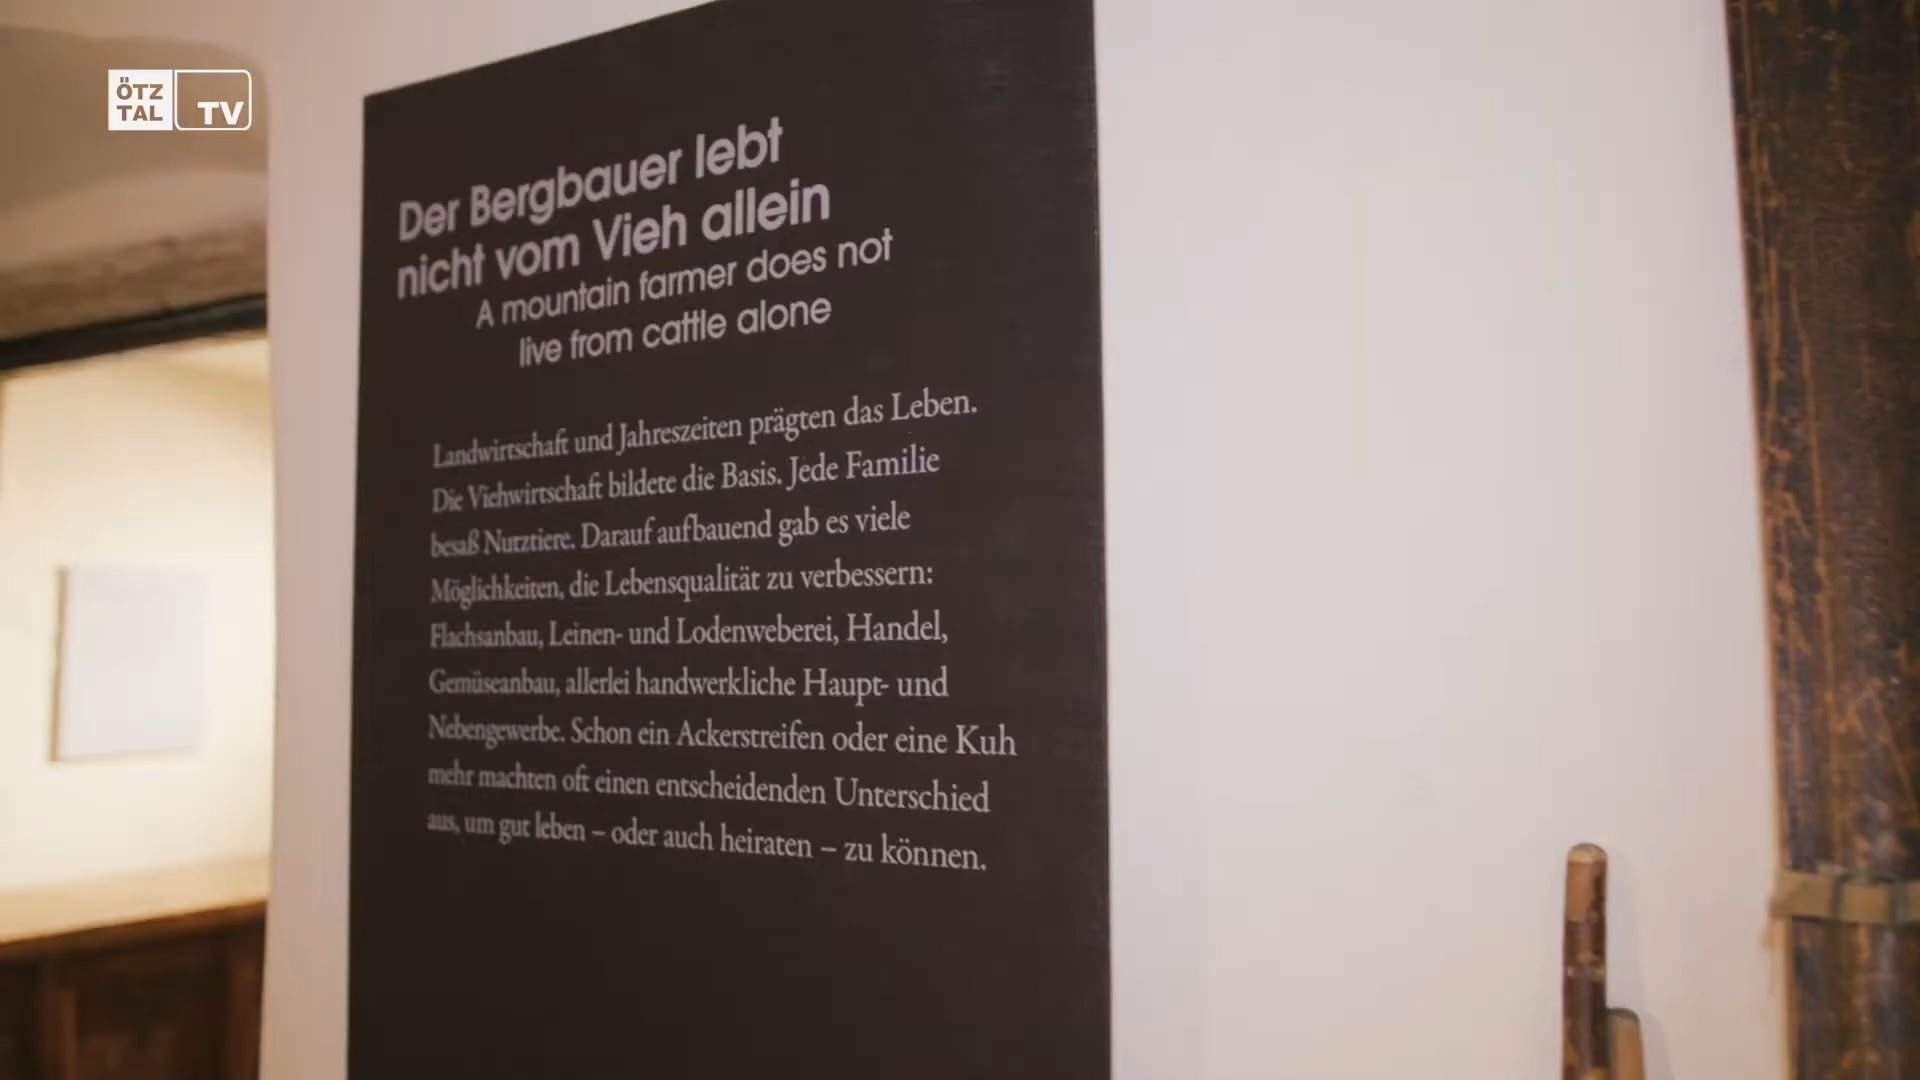 ÖTZ
TAL
TV
Der Bergbauer lebt
nicht vom Vieh allein
A mountain farmer does not
live from cattle alone
Landwirtschaft und Jahreszeiten prägten das Leben.
Die Viehwirtschaft bildete die Basis. Jede Familie
besaß Nutztiere. Darauf aufbauend gab es viele
Möglichkeiten, die Lebensqualität zu verbessern:
Flachsanbau, Leinen- und Lodenweberei, Handel,
Gemüseanbau, allerlei handwerkliche Haupt- und
Nebengewerbe. Schon ein Ackerstreifen oder eine Kuh
mehr machten oft einen entscheidenden Unterschied
aus, um gut leben – oder auch heiraten – zu können.